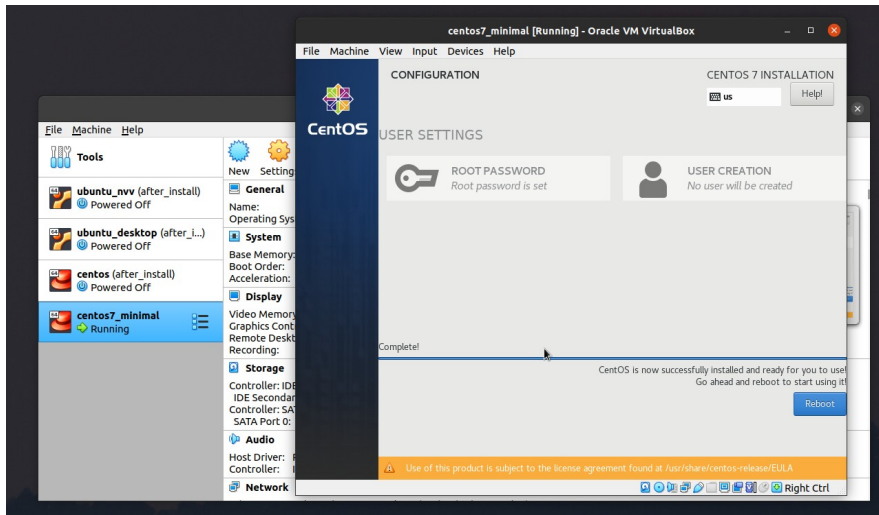 centos7_minimal [Running] - Oracle VM VirtualBox
File Machine View Input Devices Help
CONFIGURATION
CENTOS 7 INSTALLATION
us
Help!
CentOS
USER SETTINGS
ROOT PASSWORD
Root password is set
USER CREATION
No user will be created
Complete!
CentOS is now successfully installed and ready for you to use!
Go ahead and reboot to start using it!
Reboot
Use of this product is subject to the license agreement found at /usr/share/centos-release/EULA
Right Ctrl
File Machine Help
Tools
New Setting
64
ubuntu_nvv (after_install)
Powered Off
64
ubuntu_desktop (after_i...)
Powered Off
64
centos (after_install)
Powered Off
64
centos7_minimal
Running
General
Name:
Operating Sys
System
Base Memory:
Boot Order:
Acceleration:
Display
Video Memory
Graphics Cont
Remote Deskt
Recording:
Storage
Controller: IDE
IDE Secondar
Controller: SA
SATA Port 0:
Audio
Host Driver:
Controller:
Network